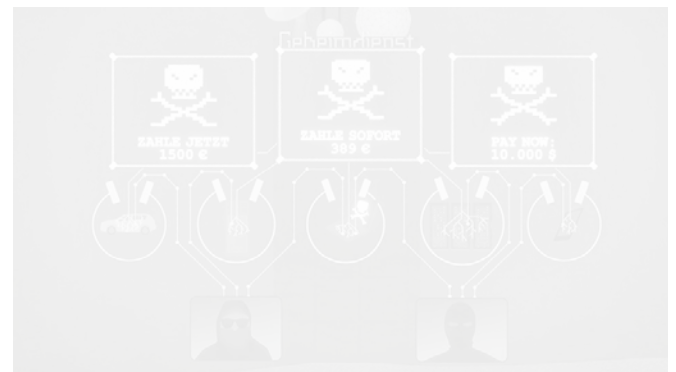 Geheimdienst
ZAHLE JETZT
1500 €
ZAHLE SOFORT
389 €
PAY NOW:
10.000 $